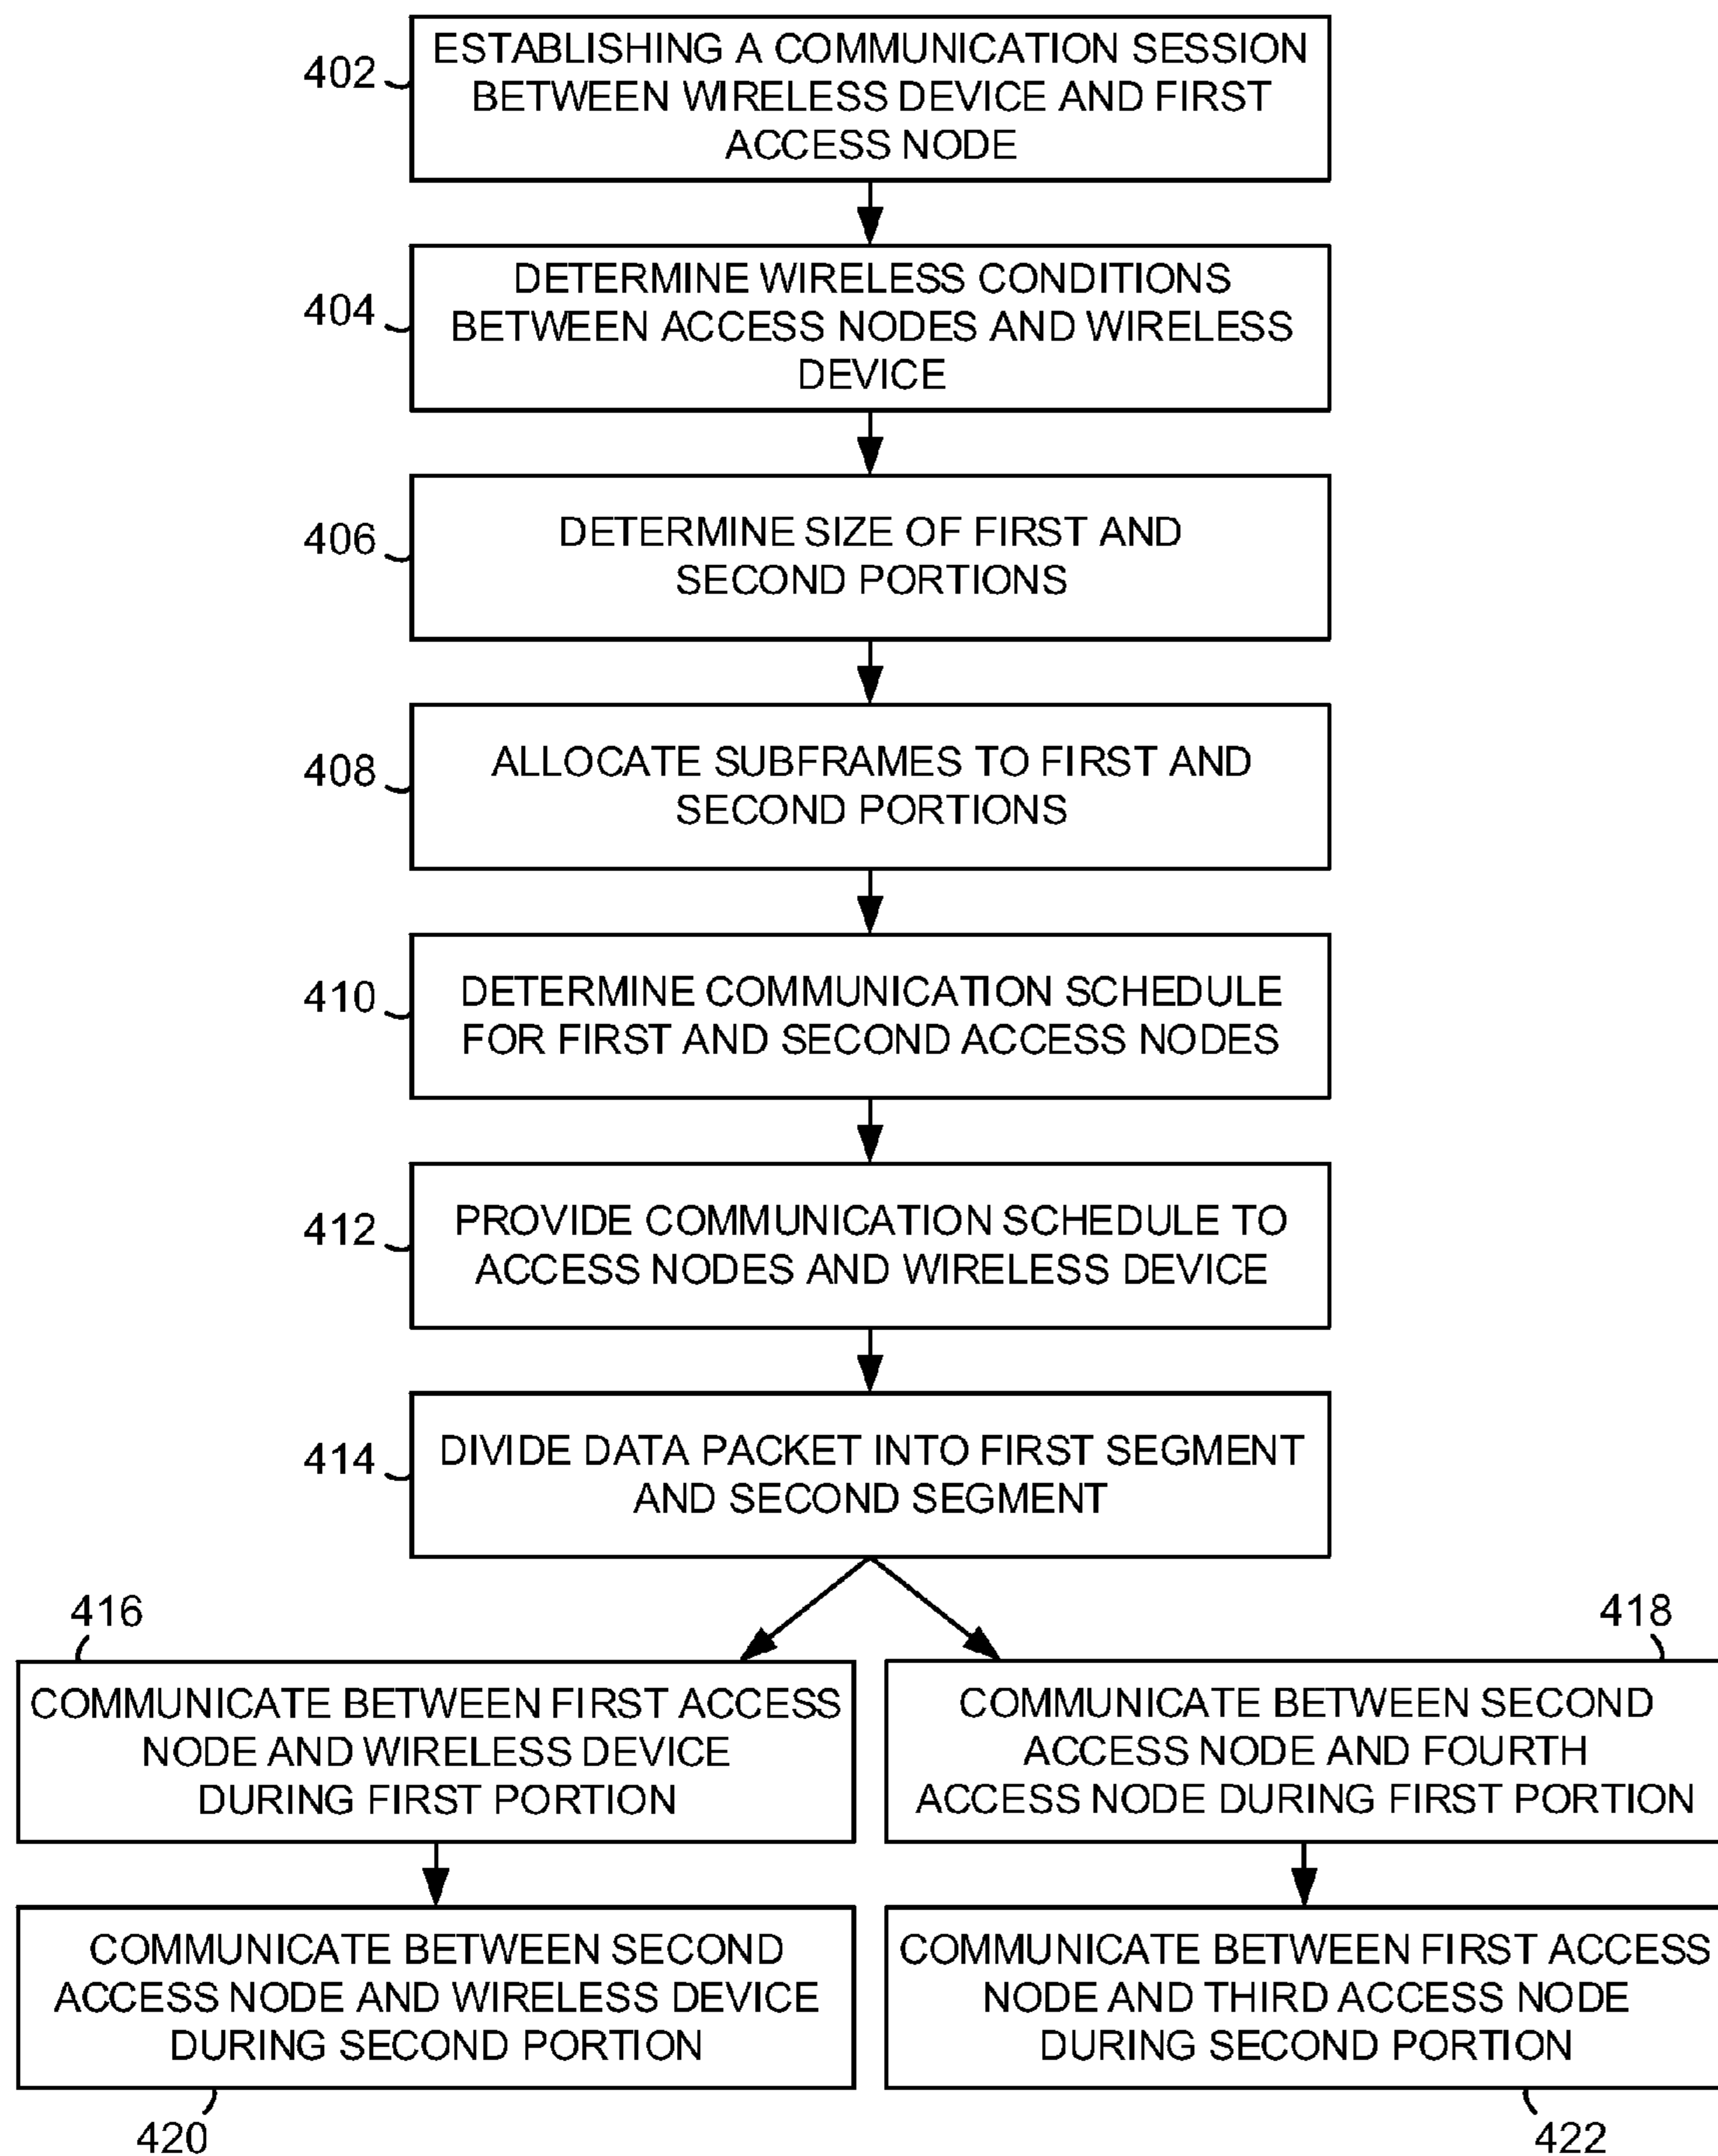 402
ESTABLISHING A COMMUNICATION SESSION
BETWEEN WIRELESS DEVICE AND FIRST
ACCESS NODE
404
DETERMINE WIRELESS CONDITIONS
BETWEEN ACCESS NODES AND WIRELESS
DEVICE
406
DETERMINE SIZE OF FIRST AND
SECOND PORTIONS
408
ALLOCATE SUBFRAMES TO FIRST AND
SECOND PORTIONS
410
DETERMINE COMMUNICATION SCHEDULE
FOR FIRST AND SECOND ACCESS NODES
412
PROVIDE COMMUNICATION SCHEDULE TO
ACCESS NODES AND WIRELESS DEVICE
414
DIVIDE DATA PACKET INTO FIRST SEGMENT
AND SECOND SEGMENT
416
COMMUNICATE BETWEEN FIRST ACCESS
NODE AND WIRELESS DEVICE
DURING FIRST PORTION
418
COMMUNICATE BETWEEN SECOND
ACCESS NODE AND FOURTH
ACCESS NODE DURING FIRST PORTION
COMMUNICATE BETWEEN SECOND
ACCESS NODE AND WIRELESS DEVICE
DURING SECOND PORTION
420
COMMUNICATE BETWEEN FIRST ACCESS
NODE AND THIRD ACCESS NODE
DURING SECOND PORTION
422